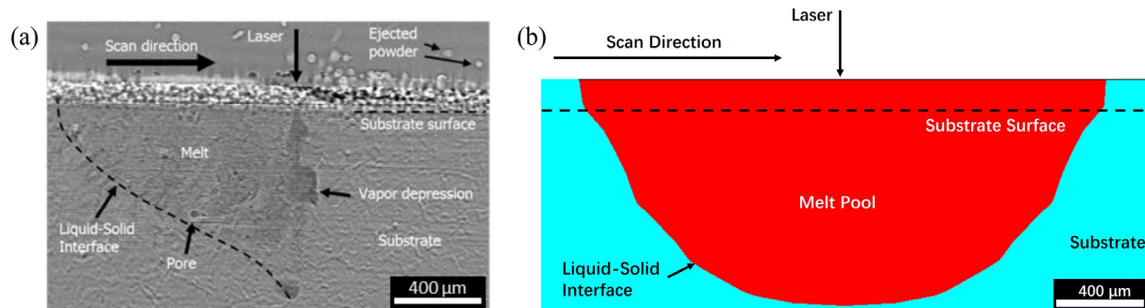 (a)
Scan direction
Laser
Ejected
powder
Substrate surface
Melt
Vapor depression
Liquid-Solid
Interface
Pore
Substrate
400 μm
(b)
Laser
Scan Direction
Substrate Surface
Melt Pool
Liquid-Solid
Interface
Substrate
400 μm